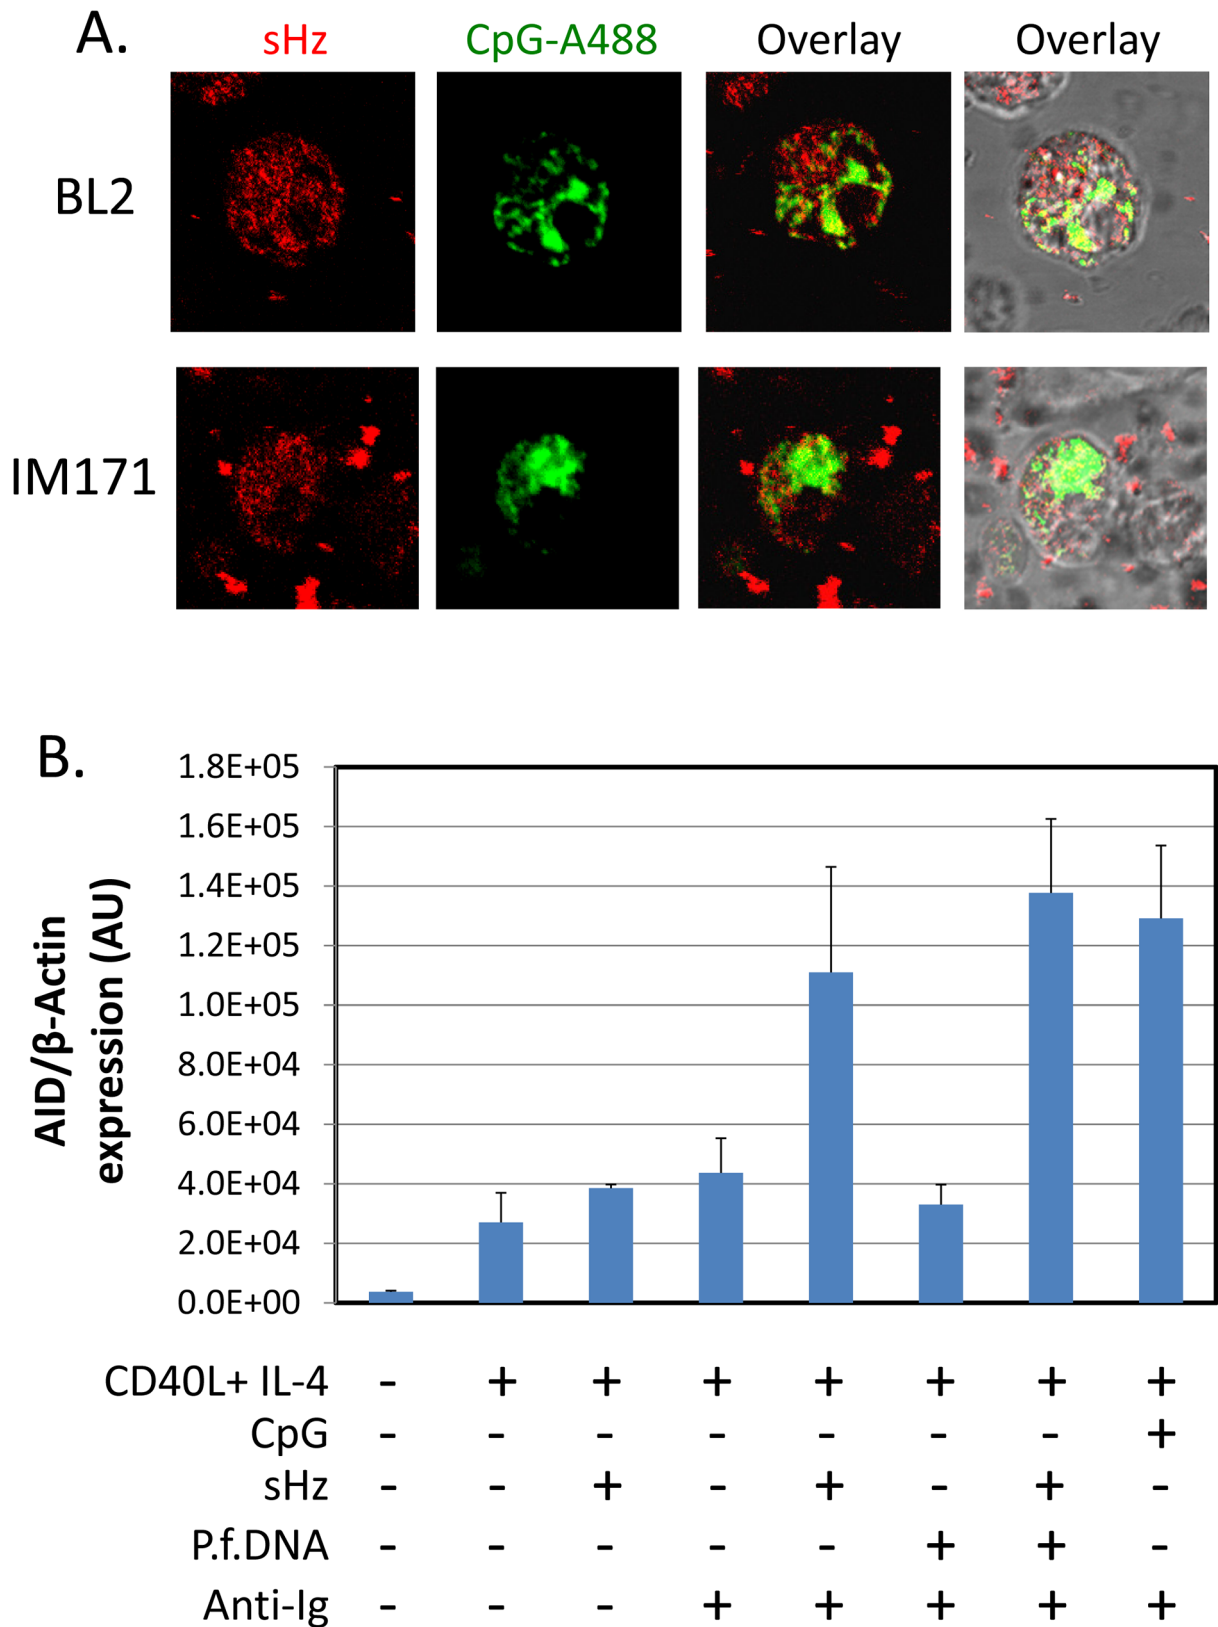 A. sHz CpG-A488 Overlay Overlay
BL2
IM171
B.
AID/β-Actin
expression (AU)
1.8E+05
1.6E+05
1.4E+05
1.2E+05
1.0E+05
8.0E+04
6.0E+04
4.0E+04
2.0E+04
0.0E+00
CD40L+ IL-4 - + + + + + + +
CpG - - - - - - - +
sHz - - + - + - + -
P.f.DNA - - - - - + + -
Anti-Ig - - - + + + + +